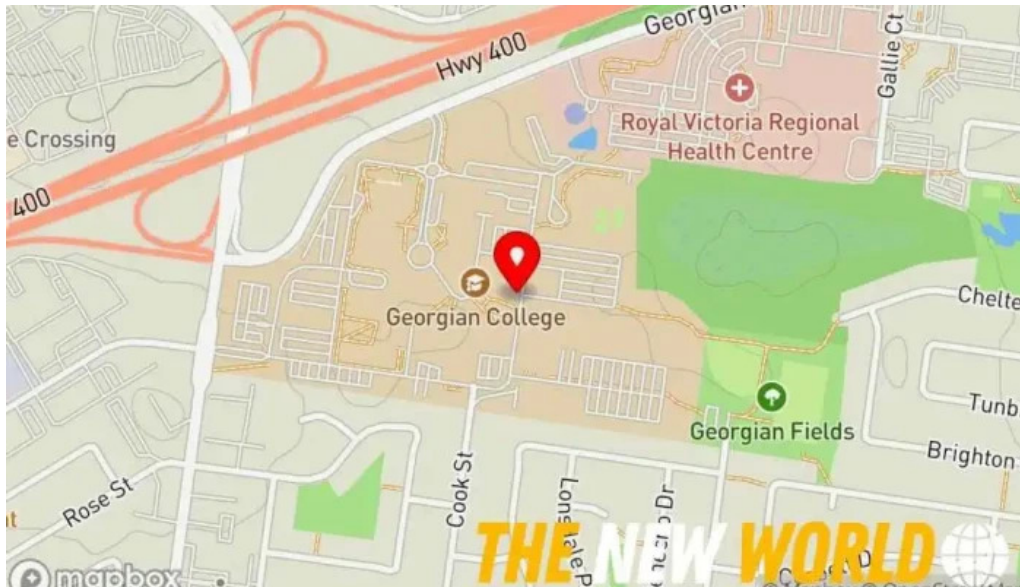 Georgian
Hwy 400
Gallie Ct
e Crossing
Royal Victoria Regional
Health Centre
400
Georgian College
Chelte
Tunb
Georgian Fields
Brighton
Rose St
Cook St
THE NEW WORLD
mapbox